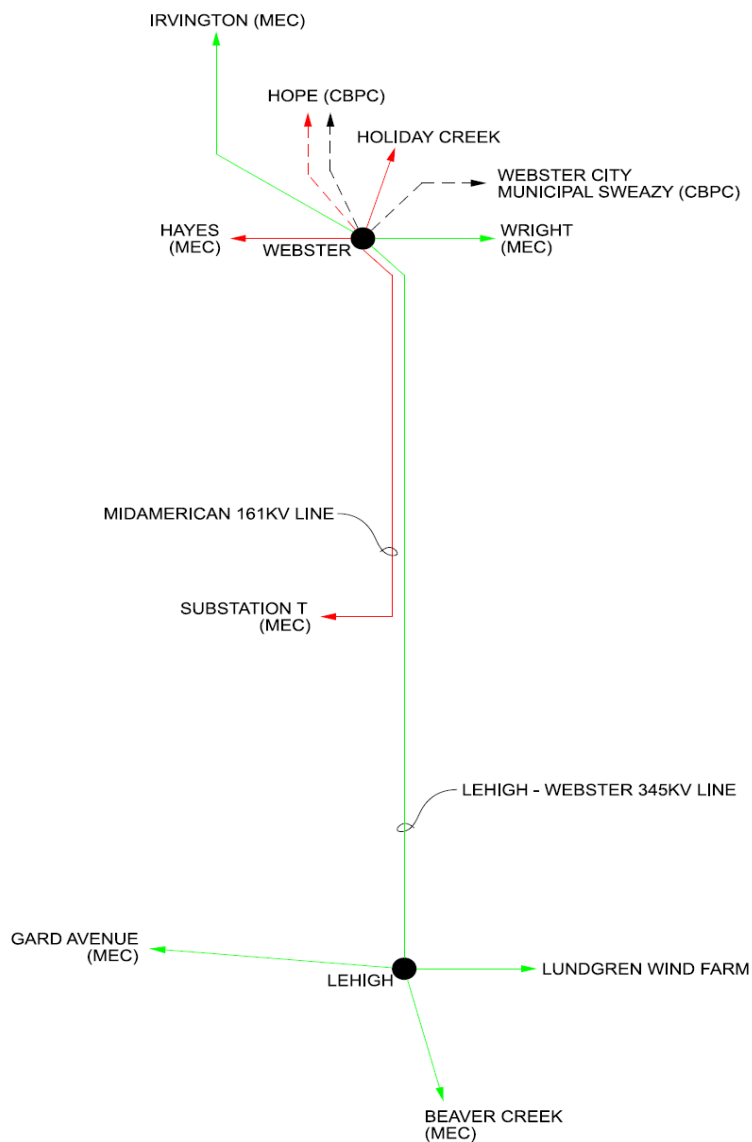 IRVINGTON (MEC)
HOPE (CBPC)
HOLIDAY CREEK
WEBSTER CITY
MUNICIPAL SWEAZY (CBPC)
HAYES
(MEC)
WEBSTER
WRIGHT
(MEC)
MIDAMERICAN 161KV LINE
SUBSTATION T
(MEC)
LEHIGH - WEBSTER 345KV LINE
GARD AVENUE
(MEC)
LEHIGH
LUNDGREN WIND FARM
BEAVER CREEK
(MEC)